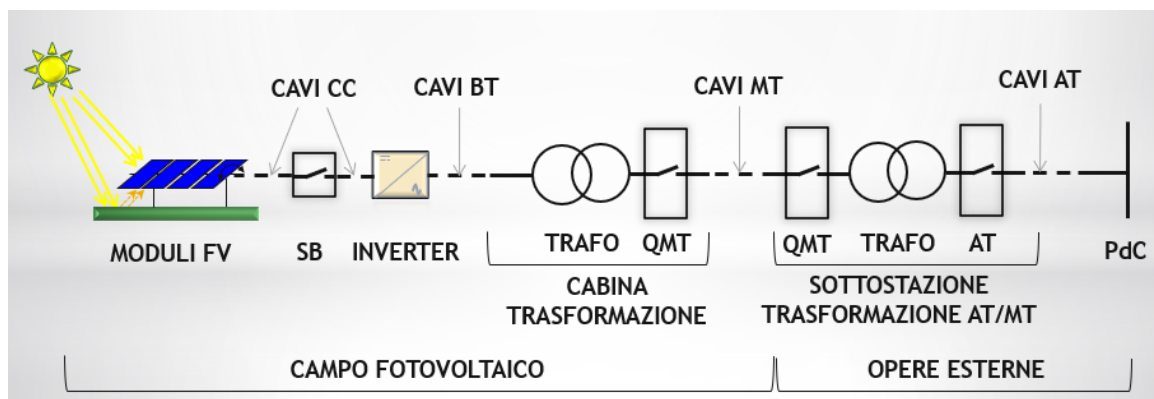 CAVI CC
CAVI BT
CAVI MT
CAVI AT
MODULI FV
SB
INVERTER
TRAFO
QMT
QMT
TRAFO
AT
PdC
CABINA
TRASFORMAZIONE
SOTTOSTAZIONE
TRASFORMAZIONE AT/MT
CAMPO FOTOVOLTAICO
OPERE ESTERNE